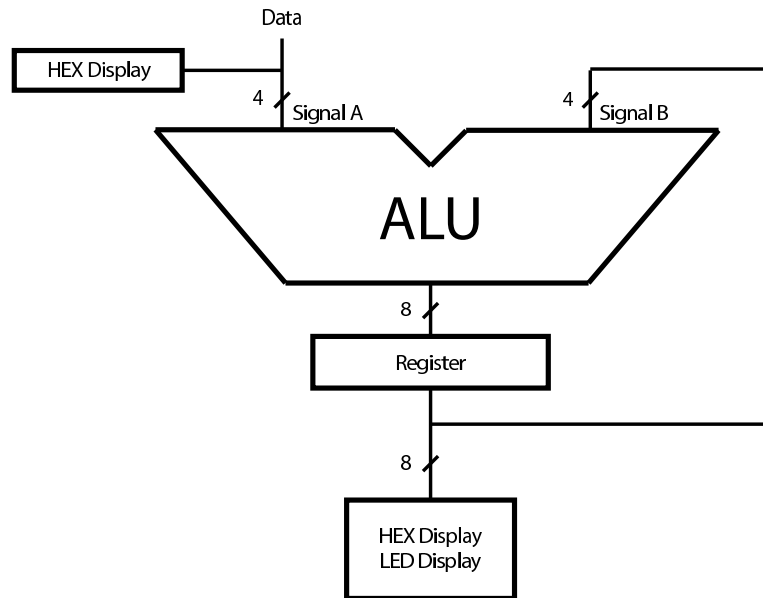 Data
HEX Display
4
Signal A
4
Signal B
ALU
8
Register
8
HEX Display
LED Display